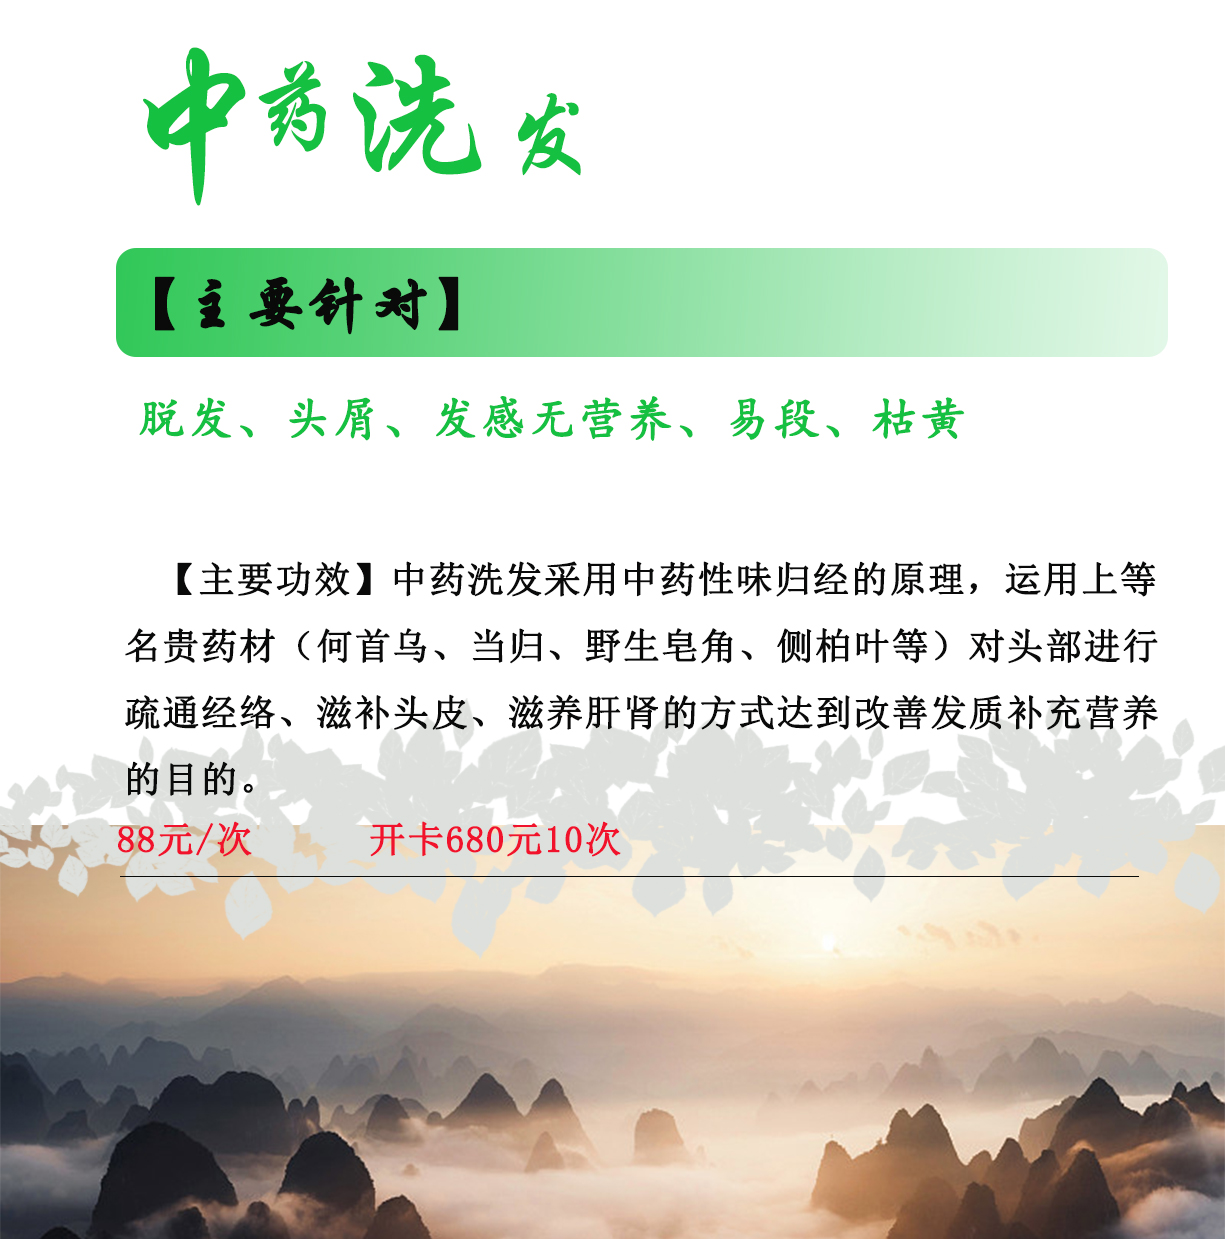 中药洗发
【主要针对】
脱发、头屑、发感无营养、易段、枯黄
【主要功效】中药洗发采用中药性味归经的原理，运用上等
名贵药材（何首乌、当归、野生皂角、侧柏叶等）对头部进行
疏通经络、滋补头皮、滋养肝肾的方式达到改善发质补充营养
的目的。
88元/次 开卡680元10次